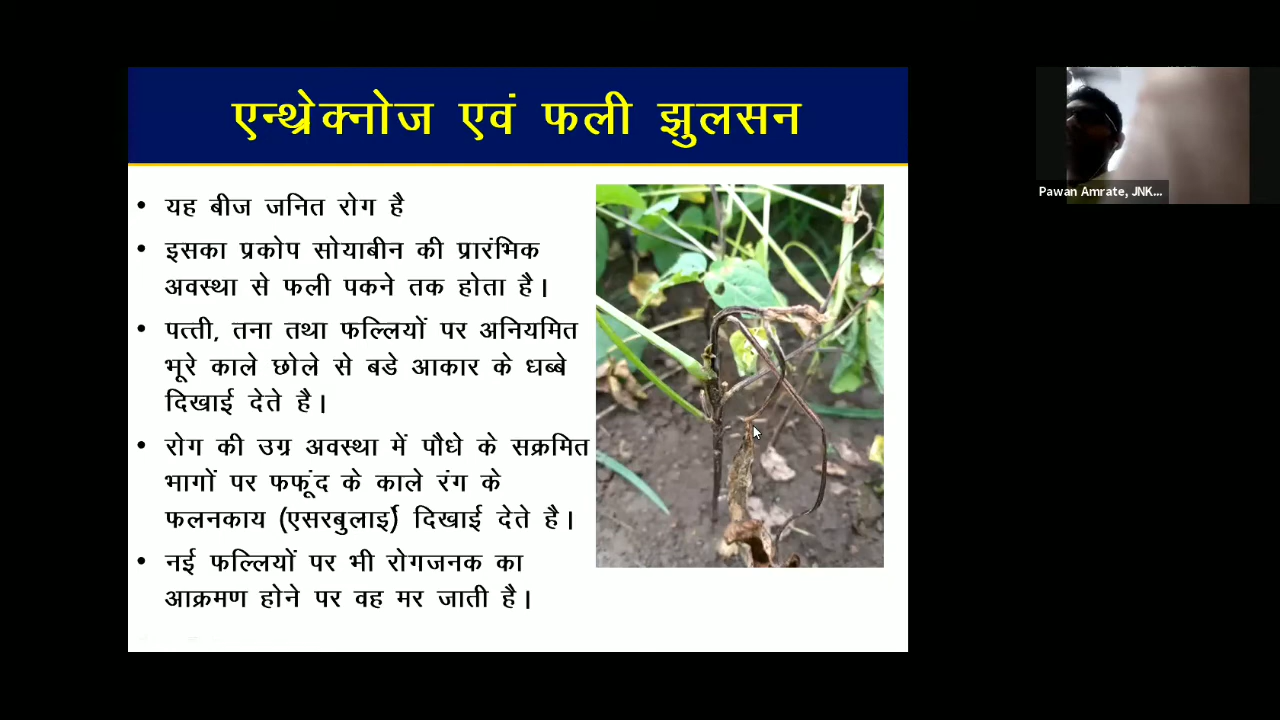 एन्थ्रेक्नोज एवं फली झुलसन
• यह बीज जनित रोग है
• इसका प्रकोप सोयाबीन की प्रारंभिक
अवस्था से फली पकने तक होता है।
• पत्ती, तना तथा फल्लियों पर अनियमित
भूरे काले छोले से बडे आकार के धब्बे
दिखाई देते है।
• रोग की उग्र अवस्था में पौधे के सक्रमित
भागों पर फफूंद के काले रंग के
फलनकाय (एसरबुलाई) दिखाई देते है।
• नई फल्लियों पर भी रोगजनक का
आक्रमण होने पर वह मर जाती है।
Pawan Amrate, JNK...